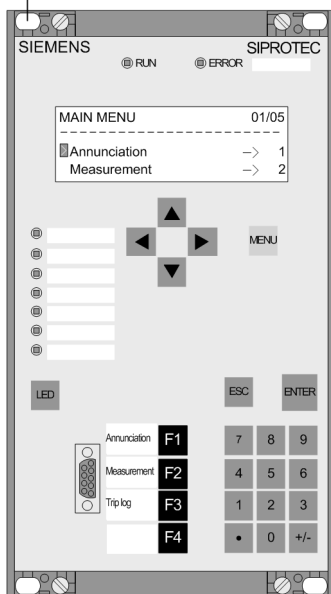 SIEMENS SIPROTEC
RUN ERROR
MAIN MENU 01/05
Annunciation —> 1
Measurement —> 2
MENU
LED ESC ENTER
Annunciation F1 7 8 9
Measurement F2 4 5 6
Trip log F3 1 2 3
F4 • 0 +/-